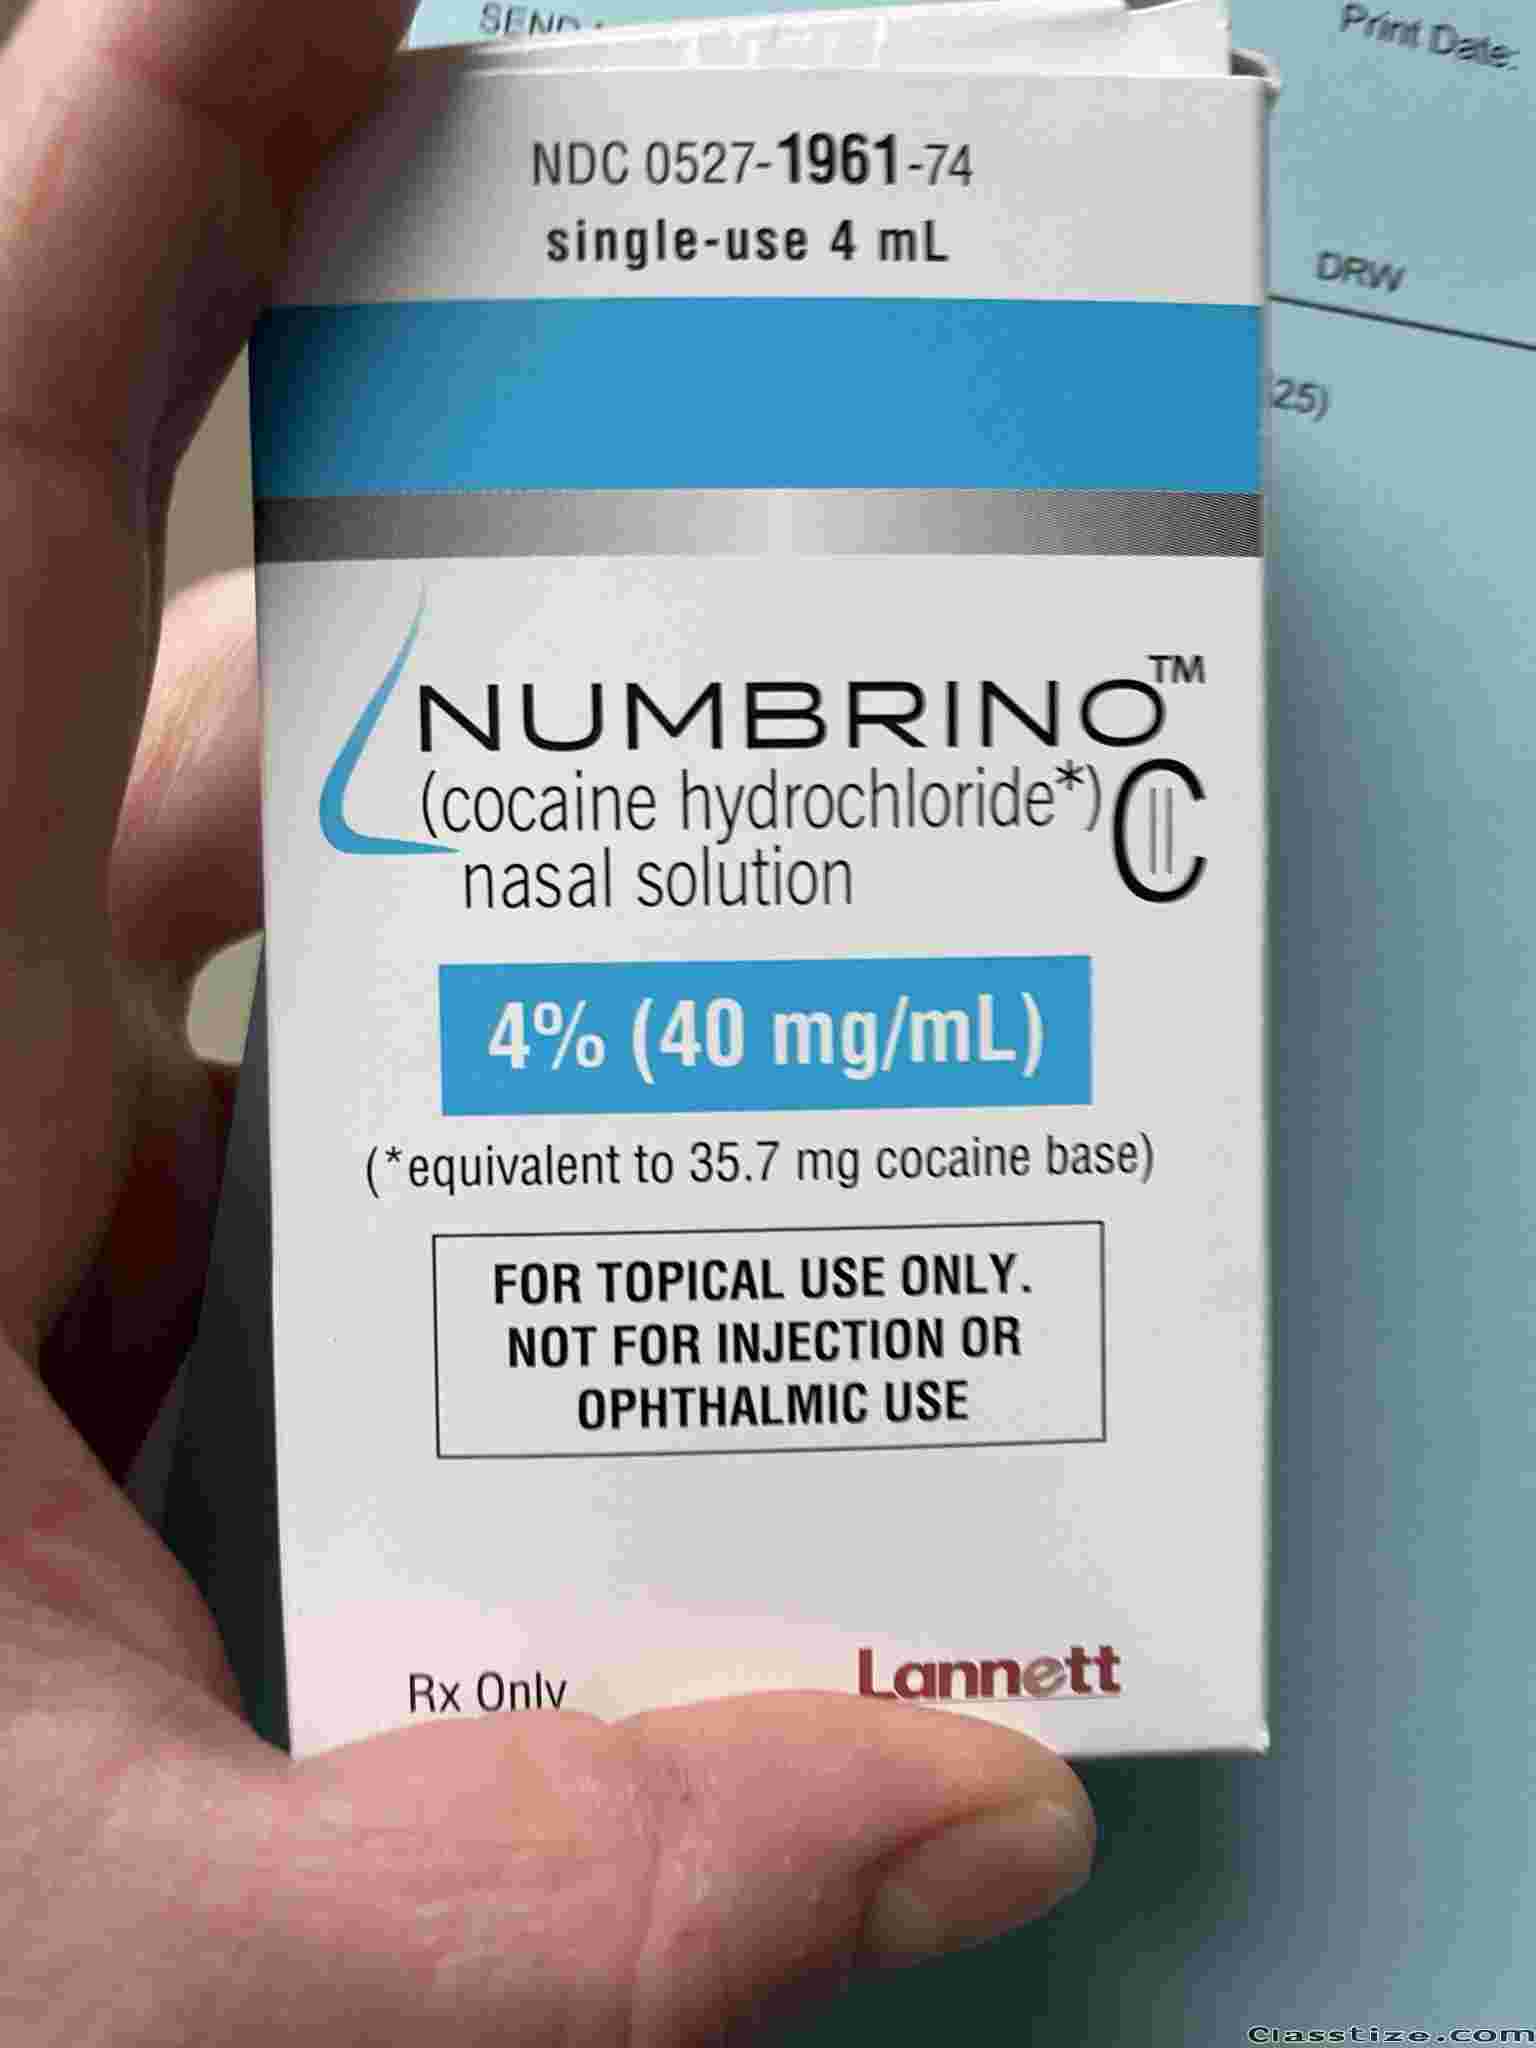 SEND
Print Date:
NDC 0527-1961-74
single-use 4 mL
DRW
25)
NUMBRINO™
(cocaine hydrochloride*) CII
nasal solution
4% (40 mg/mL)
(*equivalent to 35.7 mg cocaine base)
FOR TOPICAL USE ONLY.
NOT FOR INJECTION OR
OPHTHALMIC USE
Rx Only
Lannett
Classtize.com